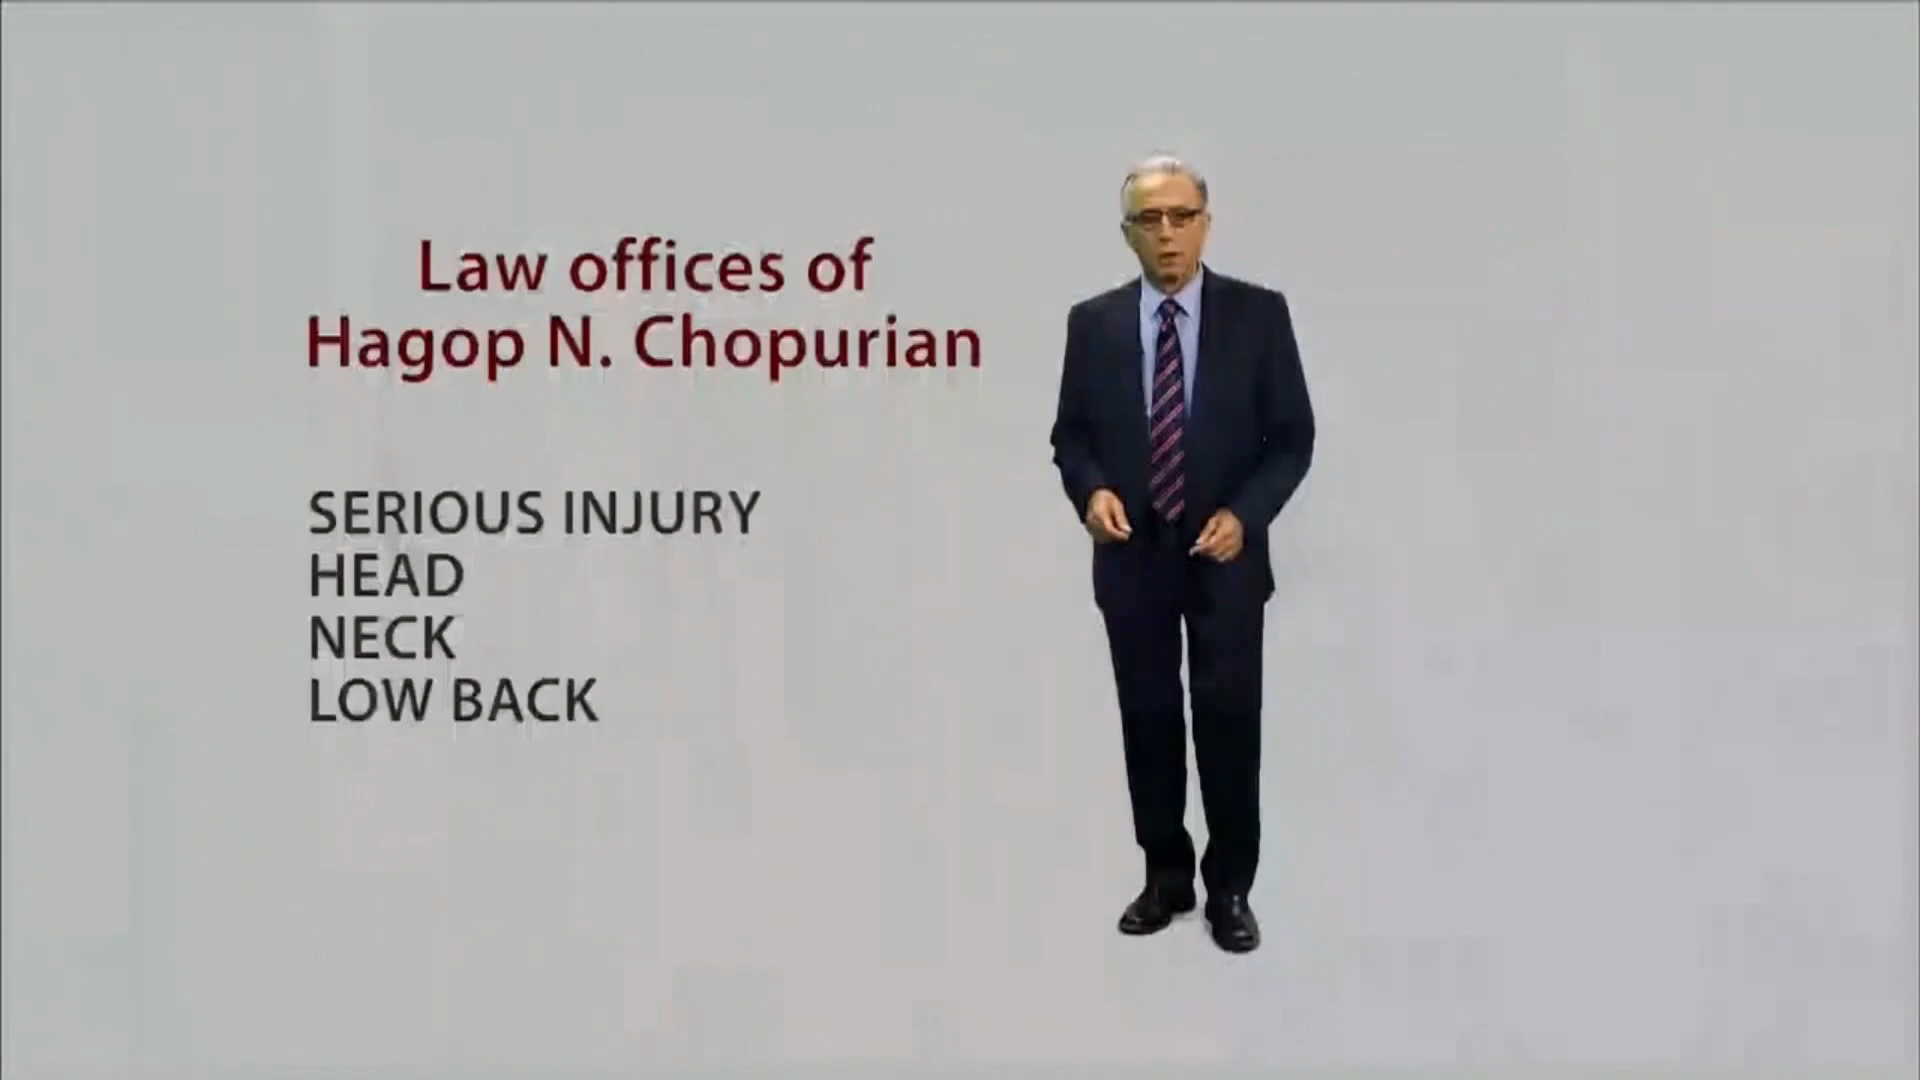 Law offices of
Hagop N. Chopurian
SERIOUS INJURY
HEAD
NECK
LOW BACK